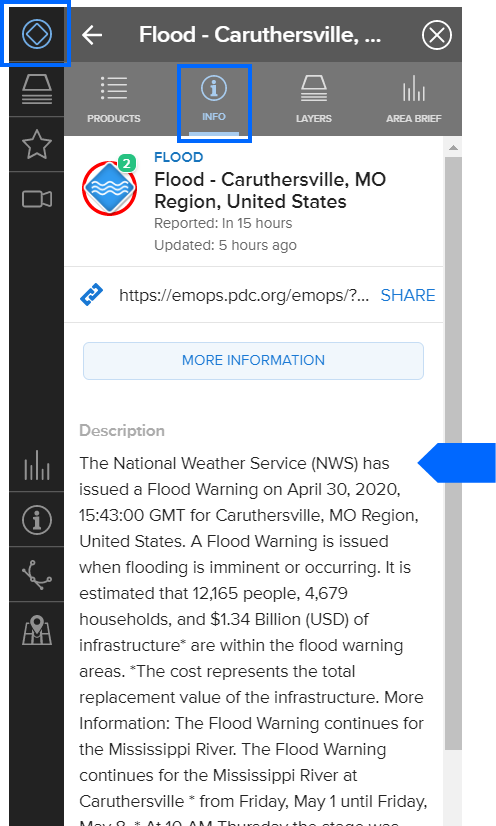 Flood - Caruthersville, ...
PRODUCTS
INFO
LAYERS
AREA BRIEF
2
FLOOD
Flood - Caruthersville, MO
Region, United States
Reported: In 15 hours
Updated: 5 hours ago
https://emops.pdc.org/emops/?... SHARE
MORE INFORMATION
Description
The National Weather Service (NWS) has
issued a Flood Warning on April 30, 2020,
15:43:00 GMT for Caruthersville, MO Region,
United States. A Flood Warning is issued
when flooding is imminent or occurring. It is
estimated that 12,165 people, 4,679
households, and $1.34 Billion (USD) of
infrastructure* are within the flood warning
areas. *The cost represents the total
replacement value of the infrastructure. More
Information: The Flood Warning continues for
the Mississippi River. The Flood Warning
continues for the Mississippi River at
Caruthersville * from Friday, May 1 until Friday,
May 8. * At 10 AM Thursday the stage was